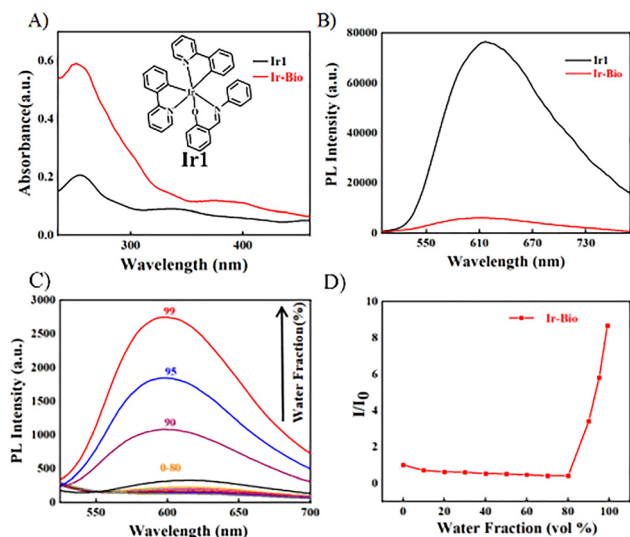 A)
B)
0.6
0.4
0.2
0.0
Absorbance(a.u.)
300
400
Wavelength (nm)
Ir1
Ir-Bio
N
Ir
N
O
N
Ir1
80000
60000
40000
20000
0
PL Intensity (a.u.)
550
610
670
730
Wavelength (nm)
Ir1
Ir-Bio
C)
D)
3000
2500
2000
1500
1000
500
0
PL Intensity (a.u.)
99
95
90
0-80
Water Fraction(%)
550
600
650
700
Wavelength (nm)
10
8
6
4
2
0
I/I0
Ir-Bio
0
20
40
60
80
100
Water Fraction (vol %)